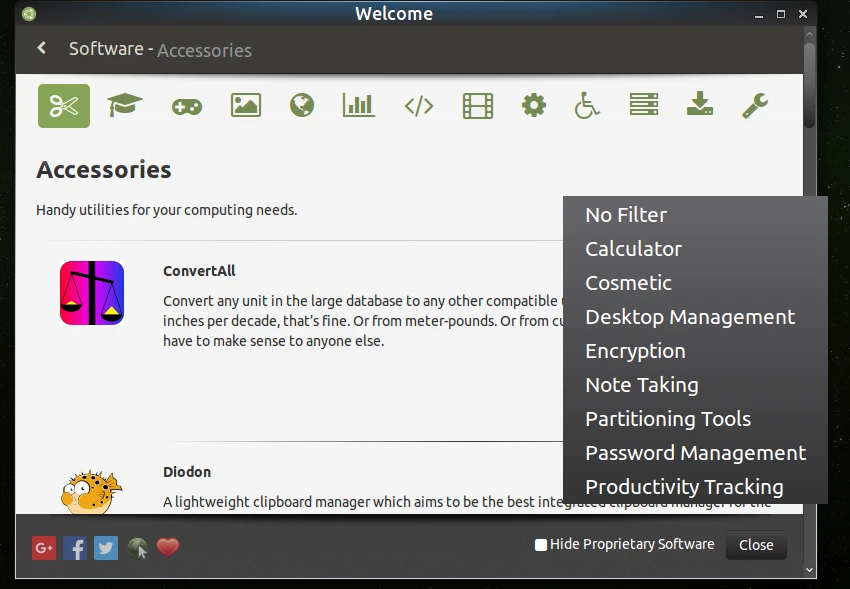 Welcome
Software - Accessories
Accessories
Handy utilities for your computing needs.
ConvertAll
Convert any unit in the large database to any other compatible
inches per decade, that's fine. Or from meter-pounds. Or from
have to make sense to anyone else.
Diodon
A lightweight clipboard manager which aims to be the best integrated clipboard manager for the
No Filter
Calculator
Cosmetic
Desktop Management
Encryption
Note Taking
Partitioning Tools
Password Management
Productivity Tracking
G+
f
Hide Proprietary Software
Close